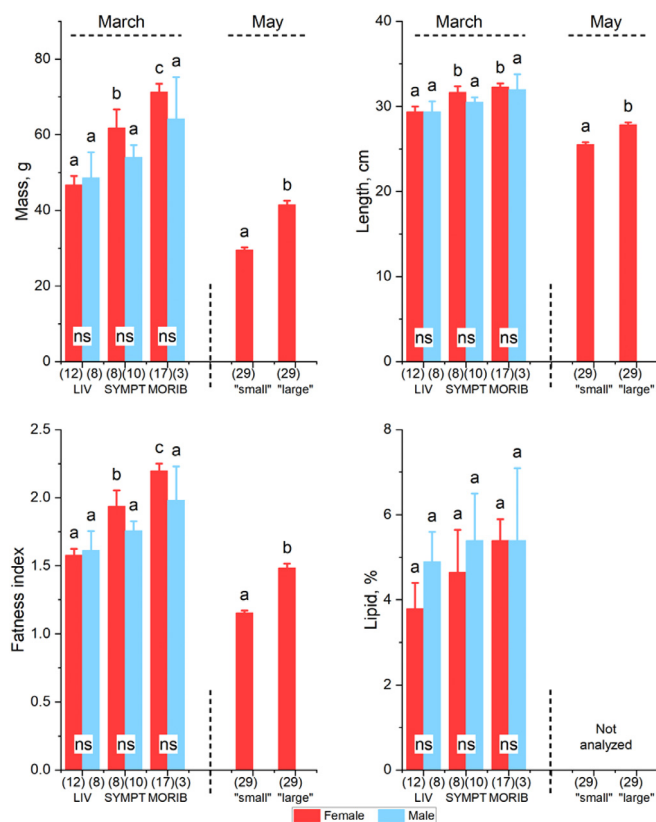 March May
80
60
40
20
0
Mass, g
a a b a c a
a b
ns ns ns
(12) (8) (8)(10) (17)(3) (29) (29)
LIV SYMPT MORIB "small" "large"
March May
40
30
20
10
0
Length, cm
a a b a b a
a b
ns ns ns
(12) (8) (8)(10) (17)(3) (29) (29)
LIV SYMPT MORIB "small" "large"
2.5
2.0
1.5
1.0
0.5
0.0
Fatness index
a a b a c a
a b
ns ns ns
(12) (8) (8)(10) (17)(3) (29) (29)
LIV SYMPT MORIB "small" "large"
8
6
4
2
0
Lipid, %
a a a a a a
Not
analyzed
ns ns ns
(12) (8) (8)(10) (17)(3) (29) (29)
LIV SYMPT MORIB "small" "large"
Female Male